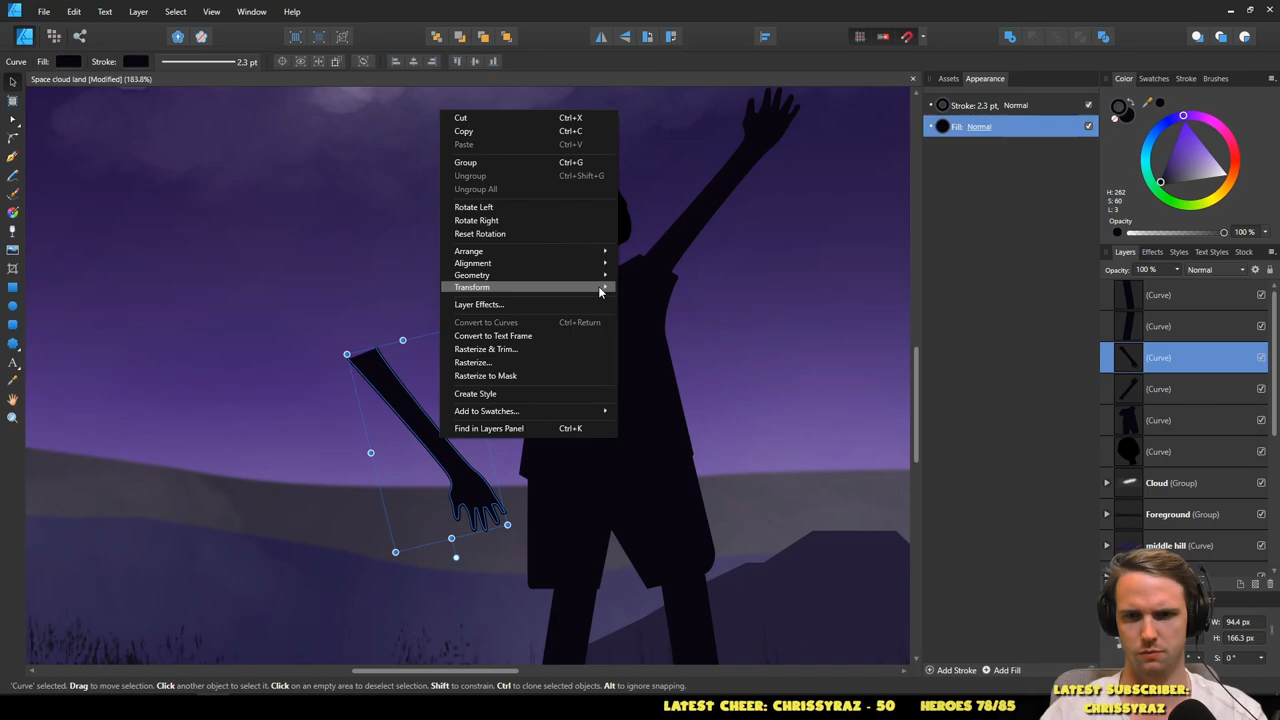 File Edit Text Layer Select View Window Help
Curve Fill: Stroke: 2.3 pt
Space cloud land [Modified] (183.8%)
Cut Ctrl+X
Copy Ctrl+C
Paste Ctrl+V
Group Ctrl+G
Ungroup Ctrl+Shift+G
Ungroup All
Rotate Left
Rotate Right
Reset Rotation
Arrange
Alignment
Geometry
Transform
Layer Effects...
Convert to Curves Ctrl+Return
Convert to Text Frame
Rasterize & Trim...
Rasterize...
Rasterize to Mask
Create Style
Add to Swatches...
Find in Layers Panel Ctrl+K
Assets Appearance
Stroke: 2.3 pt, Normal
Fill: Normal
Add Stroke Add Fill
Color Swatches Stroke Brushes
H: 262
S: 60
L: 3
Opacity
100 %
Layers Effects Styles Text Styles Stock
Opacity: 100 % Normal
(Curve)
(Curve)
(Curve)
(Curve)
(Curve)
(Curve)
Cloud (Group)
Foreground (Group)
middle hill (Curve)
W: 94.4 px
H: 166.3 px
S: 0 °
'Curve' selected. Drag to move selection. Click another object to select it. Click on an empty area to deselect selection. Shift to constrain. Ctrl to clone selected objects. Alt to ignore snapping.
LATEST SUBSCRIBER:
CHRISSYRAZ
LATEST CHEER: CHRISSYRAZ - 50 HEROES 78/85